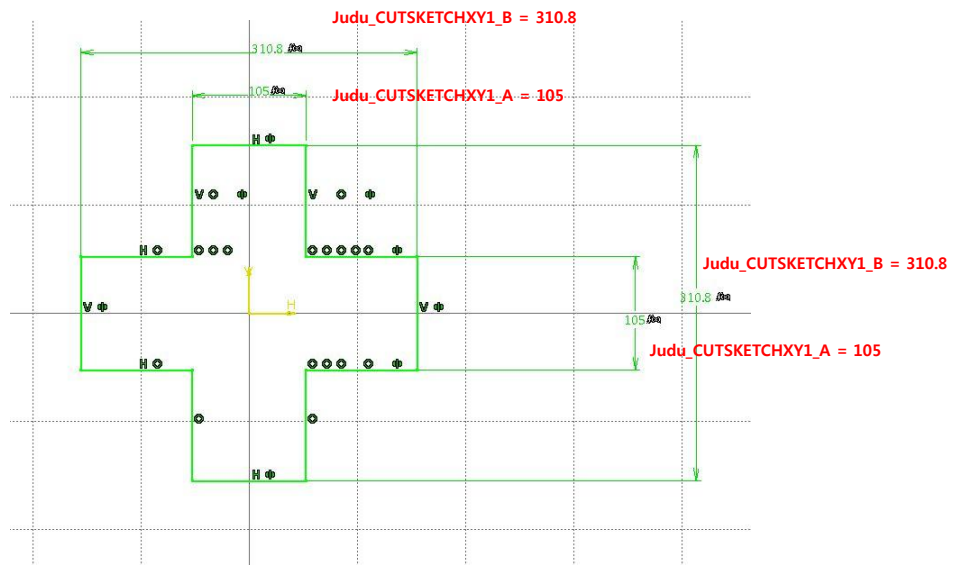 Judu_CUTSKETCHXY1_B = 310.8
310.8 f(x)
105 f(x)
Judu_CUTSKETCHXY1_A = 105
H
V V
H
V
H
V V
Judu_CUTSKETCHXY1_B = 310.8
310.8 f(x)
105 f(x)
Judu_CUTSKETCHXY1_A = 105
H
H